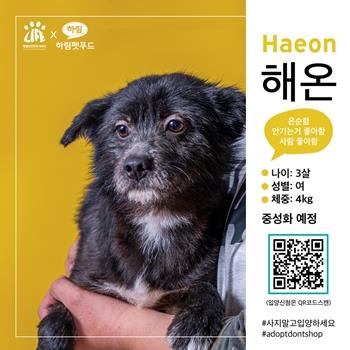 LIFE
X
하림
하림펫푸드
Haeon
해온
온순함
안기는거 좋아함
사람 좋아함
나이: 3살
성별: 여
체중: 4kg
중성화 예정
(입양신청은 QR코드스캔)
#사지말고입양하세요
#adoptdontshop